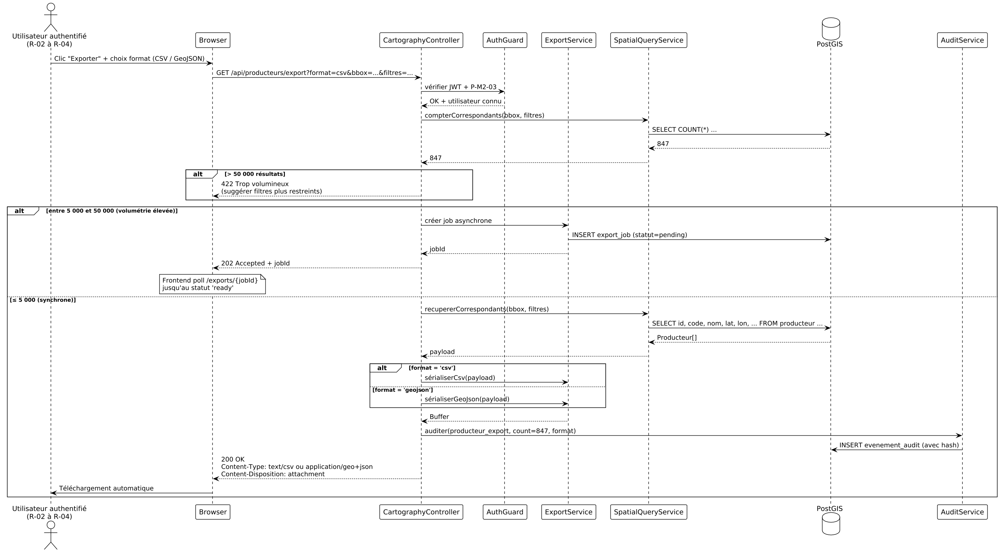 Utilisateur authentifié
(R-02 à R-04)
Browser
CartographyController
AuthGuard
ExportService
SpatialQueryService
PostGIS
AuditService
Clic "Exporter" + choix format (CSV / GeoJSON)
GET /api/producteurs/export?format=csv&bbox=...&filtres=...
vérifier JWT + P-M2-03
OK + utilisateur connu
compterCorrespondants(bbox, filtres)
SELECT COUNT(*) ...
847
847
alt
[> 50 000 résultats]
422 Trop volumineux
(suggérer filtres plus restreints)
alt
[entre 5 000 et 50 000 (volumétrie élevée)]
créer job asynchrone
INSERT export_job (statut=pending)
jobId
202 Accepted + jobId
Frontend poll /exports/{jobId}
jusqu'au statut 'ready'
[≤ 5 000 (synchrone)]
recupererCorrespondants(bbox, filtres)
SELECT id, code, nom, lat, lon, ... FROM producteur ...
Producteur[]
payload
alt
[format = 'csv']
sérialiserCsv(payload)
[format = 'geojson']
sérialiserGeoJson(payload)
Buffer
auditer(producteur_export, count=847, format)
INSERT evenement_audit (avec hash)
200 OK
Content-Type: text/csv ou application/geo+json
Content-Disposition: attachment
Téléchargement automatique
Utilisateur authentifié
(R-02 à R-04)
Browser
CartographyController
AuthGuard
ExportService
SpatialQueryService
PostGIS
AuditService